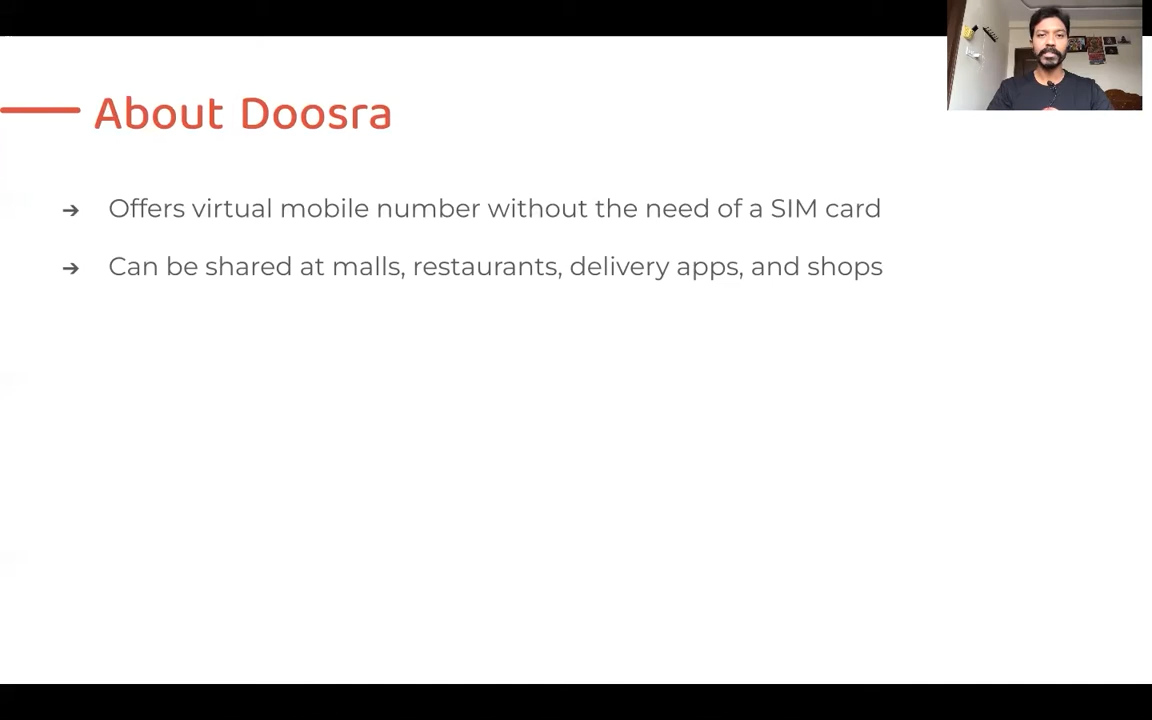 About Doosra
➔ Offers virtual mobile number without the need of a SIM card
➔ Can be shared at malls, restaurants, delivery apps, and shops